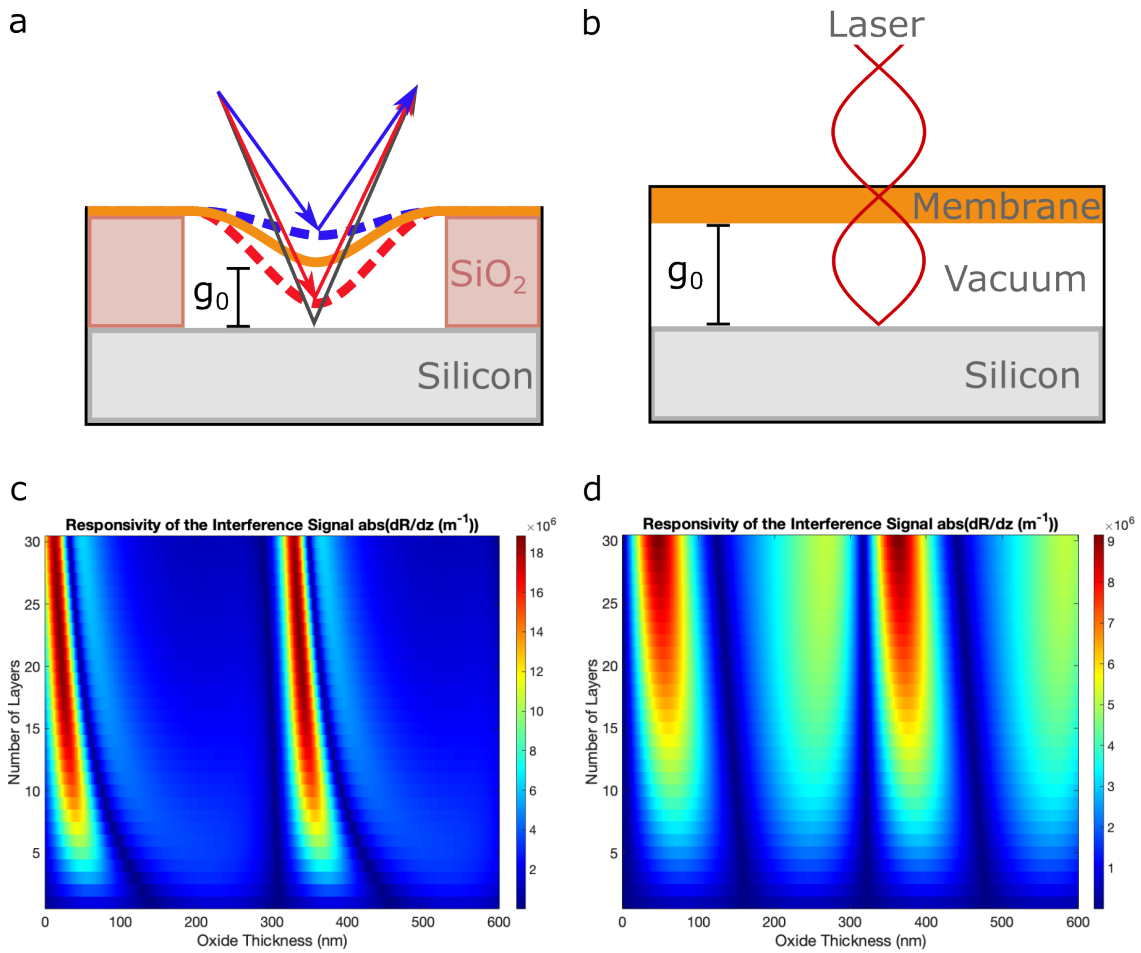 a
SiO2
g0
Silicon
b
Laser
Membrane
g0
Vacuum
Silicon
c
Responsivity of the Interference Signal abs(dR/dz (m⁻¹))
×10⁶
30
25
20
15
10
5
Number of Layers
0
100
200
300
400
500
600
Oxide Thickness (nm)
18
16
14
12
10
8
6
4
2
d
Responsivity of the Interference Signal abs(dR/dz (m⁻¹))
×10⁶
30
25
20
15
10
5
Number of Layers
0
100
200
300
400
500
600
Oxide Thickness (nm)
9
8
7
6
5
4
3
2
1